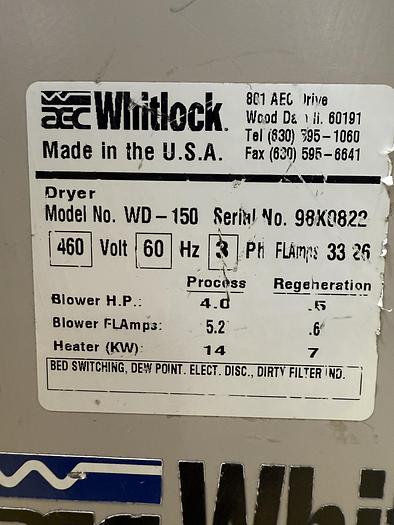 AEC Whitlock.
801 AEC Drive
Wood Da Il. 60191
Tel (630) 595-1060
Fax (630) 595-6641
Made in the U.S.A.
Dryer
Model No. WD-150 Serial No. 98K0822
460 Volt 60 Hz 3 Ph FLAmps 33 26
Process Regeneration
Blower H.P.: 4.0 .5
Blower FLAmps: 5.2 .6
Heater (KW): 14 7
BED SWITCHING, DEW POINT. ELECT. DISC., DIRTY FILTER IND.
aec Whi